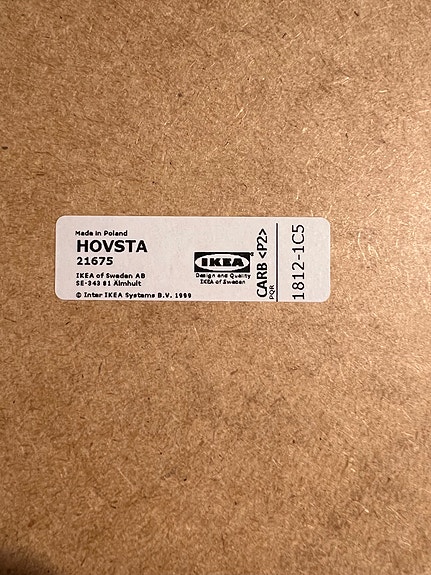 Made in Poland
HOVSTA
21675
IKEA of Sweden AB
SE-343 81 Älmhult
© Inter IKEA Systems B.V. 1999
IKEA
Design and Quality
IKEA of Sweden
CARB <P2>
PQR
1812-1C5